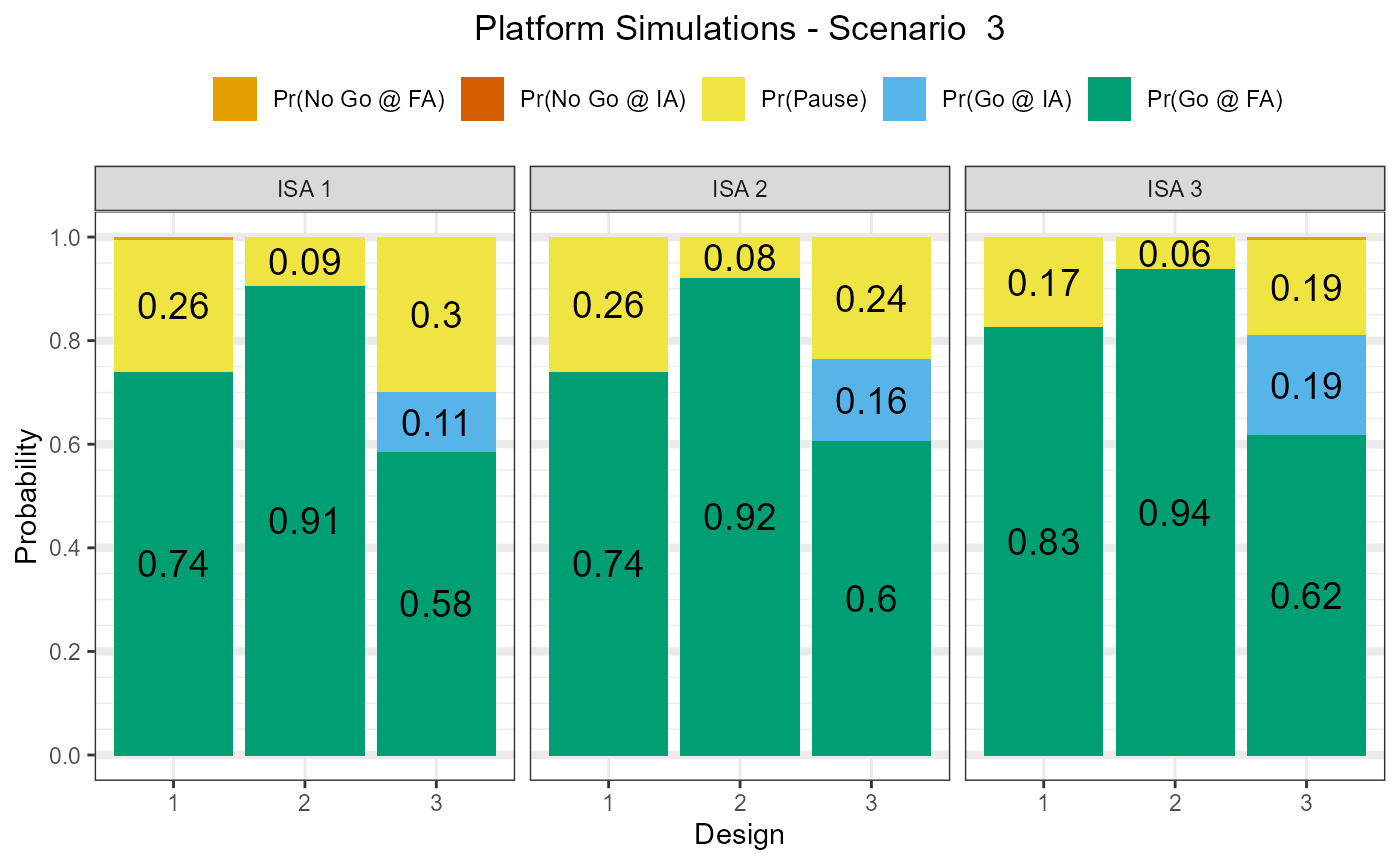 Platform Simulations - Scenario  3
Pr(No Go @ FA) Pr(No Go @ IA) Pr(Pause) Pr(Go @ IA) Pr(Go @ FA)
ISA 1 ISA 2 ISA 3
Probability
1.0
0.8
0.6
0.4
0.2
0.0
0.26 0.09 0.3
0.11
0.74 0.91 0.58
0.26 0.08 0.24
0.16
0.74 0.92 0.6
0.17 0.06 0.19
0.19
0.83 0.94 0.62
1 2 3 1 2 3 1 2 3
Design